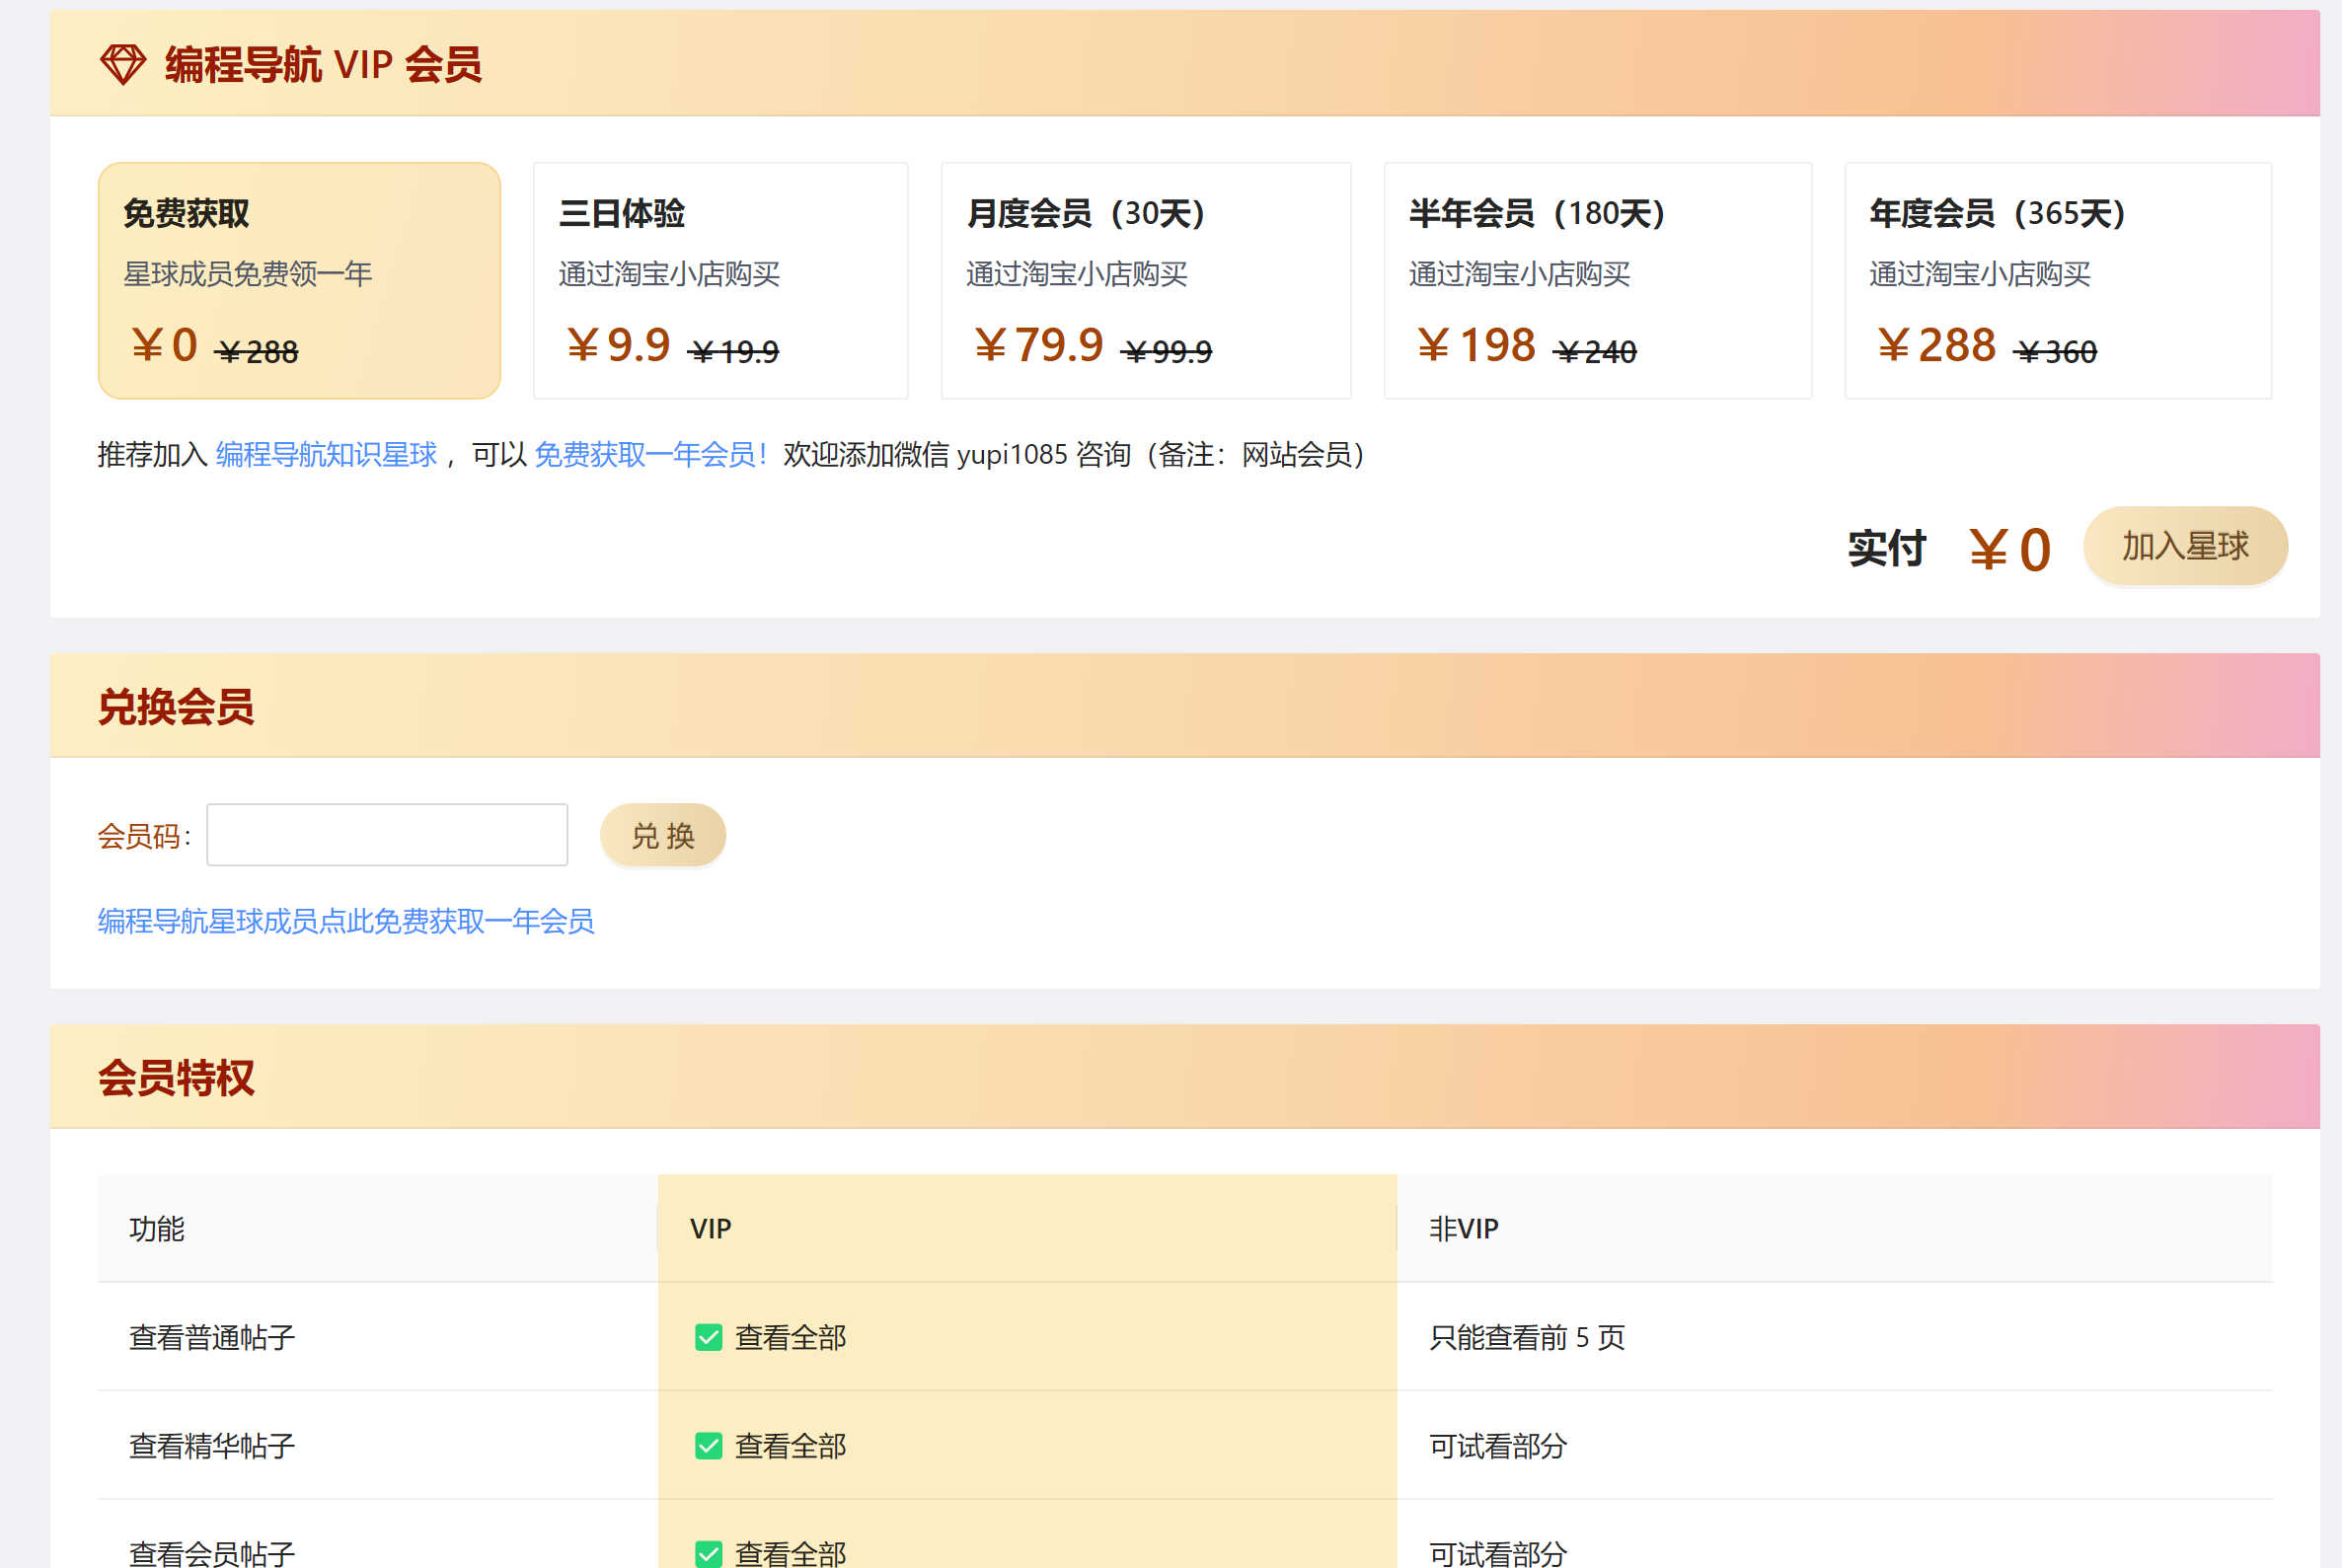 编程导航 VIP 会员
免费获取
星球成员免费领一年
￥0 ￥288
三日体验
通过淘宝小店购买
￥9.9 ￥19.9
月度会员（30天）
通过淘宝小店购买
￥79.9 ￥99.9
半年会员（180天）
通过淘宝小店购买
￥198 ￥240
年度会员（365天）
通过淘宝小店购买
￥288 ￥360
推荐加入 编程导航知识星球 ，可以 免费获取一年会员！欢迎添加微信 yupi1085 咨询（备注：网站会员）
实付 ￥0 加入星球
兑换会员
会员码： 兑 换
编程导航星球成员点此免费获取一年会员
会员特权
功能 VIP 非VIP
查看普通帖子 查看全部 只能查看前 5 页
查看精华帖子 查看全部 可试看部分
查看会员帖子 查看全部 可试看部分